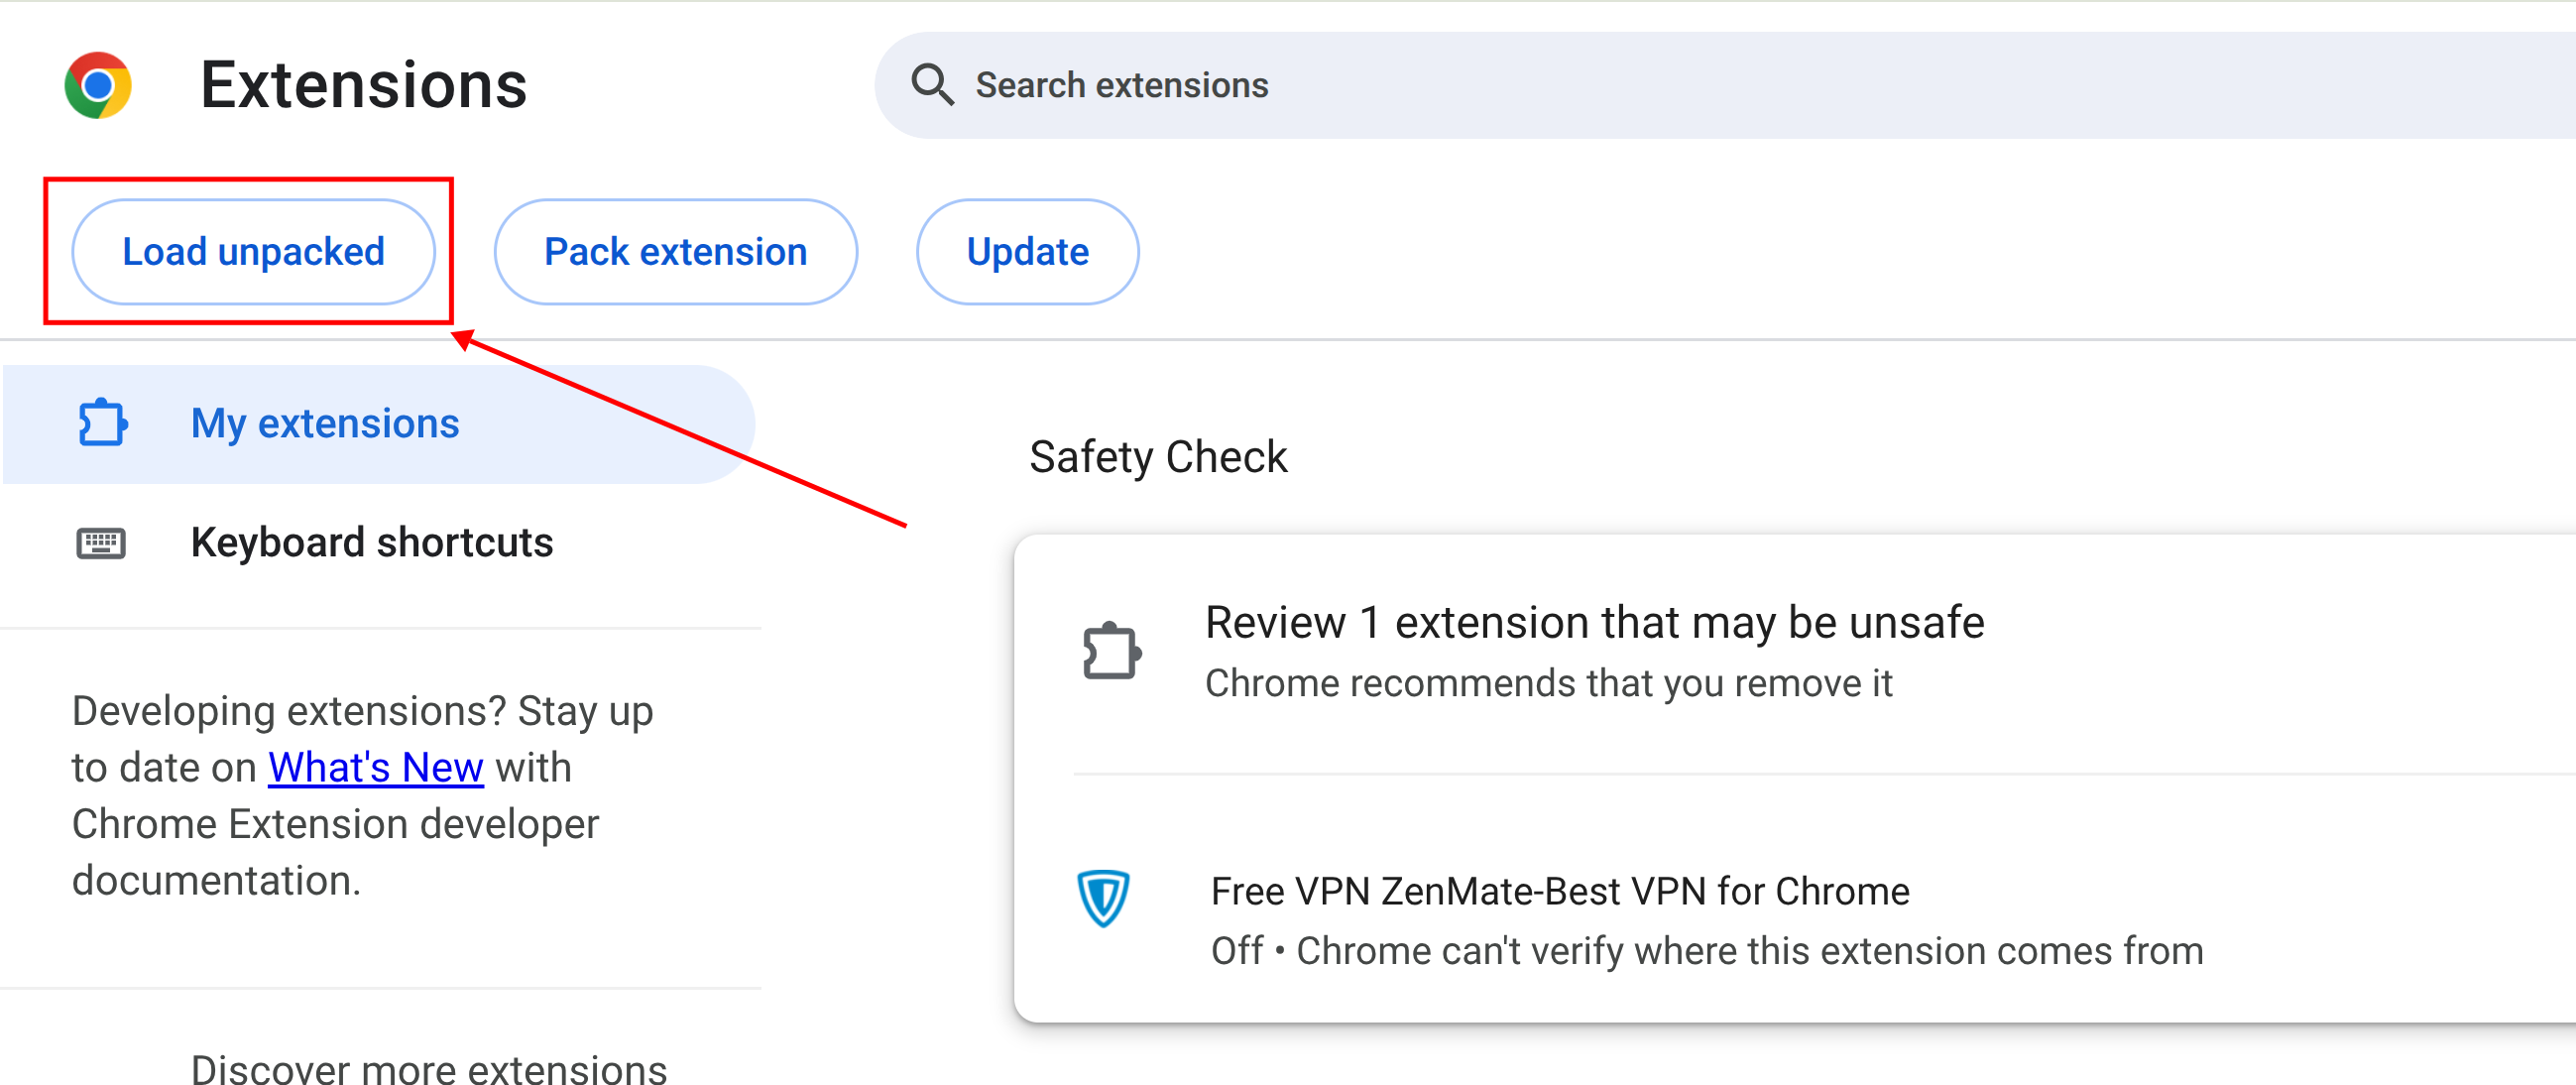 Extensions
Search extensions
Load unpacked
Pack extension
Update
My extensions
Keyboard shortcuts
Developing extensions? Stay up
to date on What's New with
Chrome Extension developer
documentation.
Discover more extensions
Safety Check
Review 1 extension that may be unsafe
Chrome recommends that you remove it
Free VPN ZenMate-Best VPN for Chrome
Off • Chrome can't verify where this extension comes from